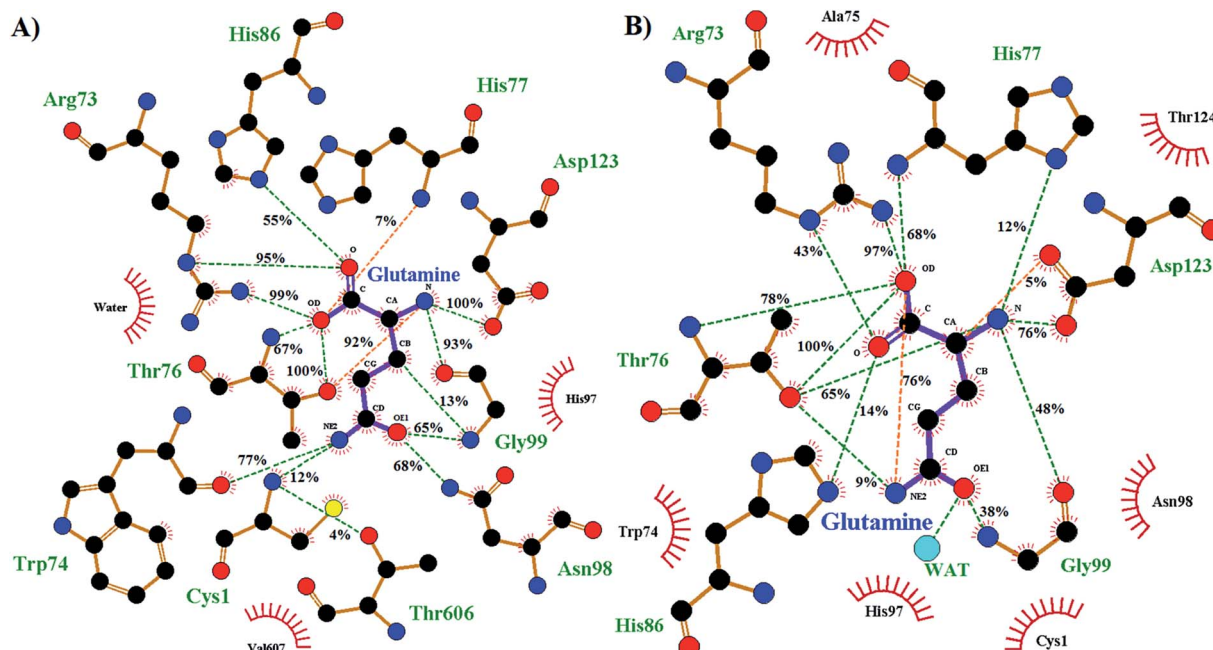 A)
His86
Arg73
His77
Asp123
55%
7%
95%
O
Glutamine
Water
99%
OD
C
CA
N
100%
92%
67%
93%
CB
Thr76
CG
100%
13%
His97
CD
OE1
65%
NE2
Gly99
77%
68%
12%
4%
Trp74
Cys1
Asn98
Thr606
Val607
B)
Ala75
Arg73
His77
Thr124
43%
97%
68%
12%
Asp123
OD
5%
78%
C
CA
N
76%
O
100%
Thr76
65%
76%
CB
CG
14%
48%
CD
OE1
9%
NE2
Asn98
Glutamine
38%
Trp74
WAT
Gly99
His97
His86
Cys1